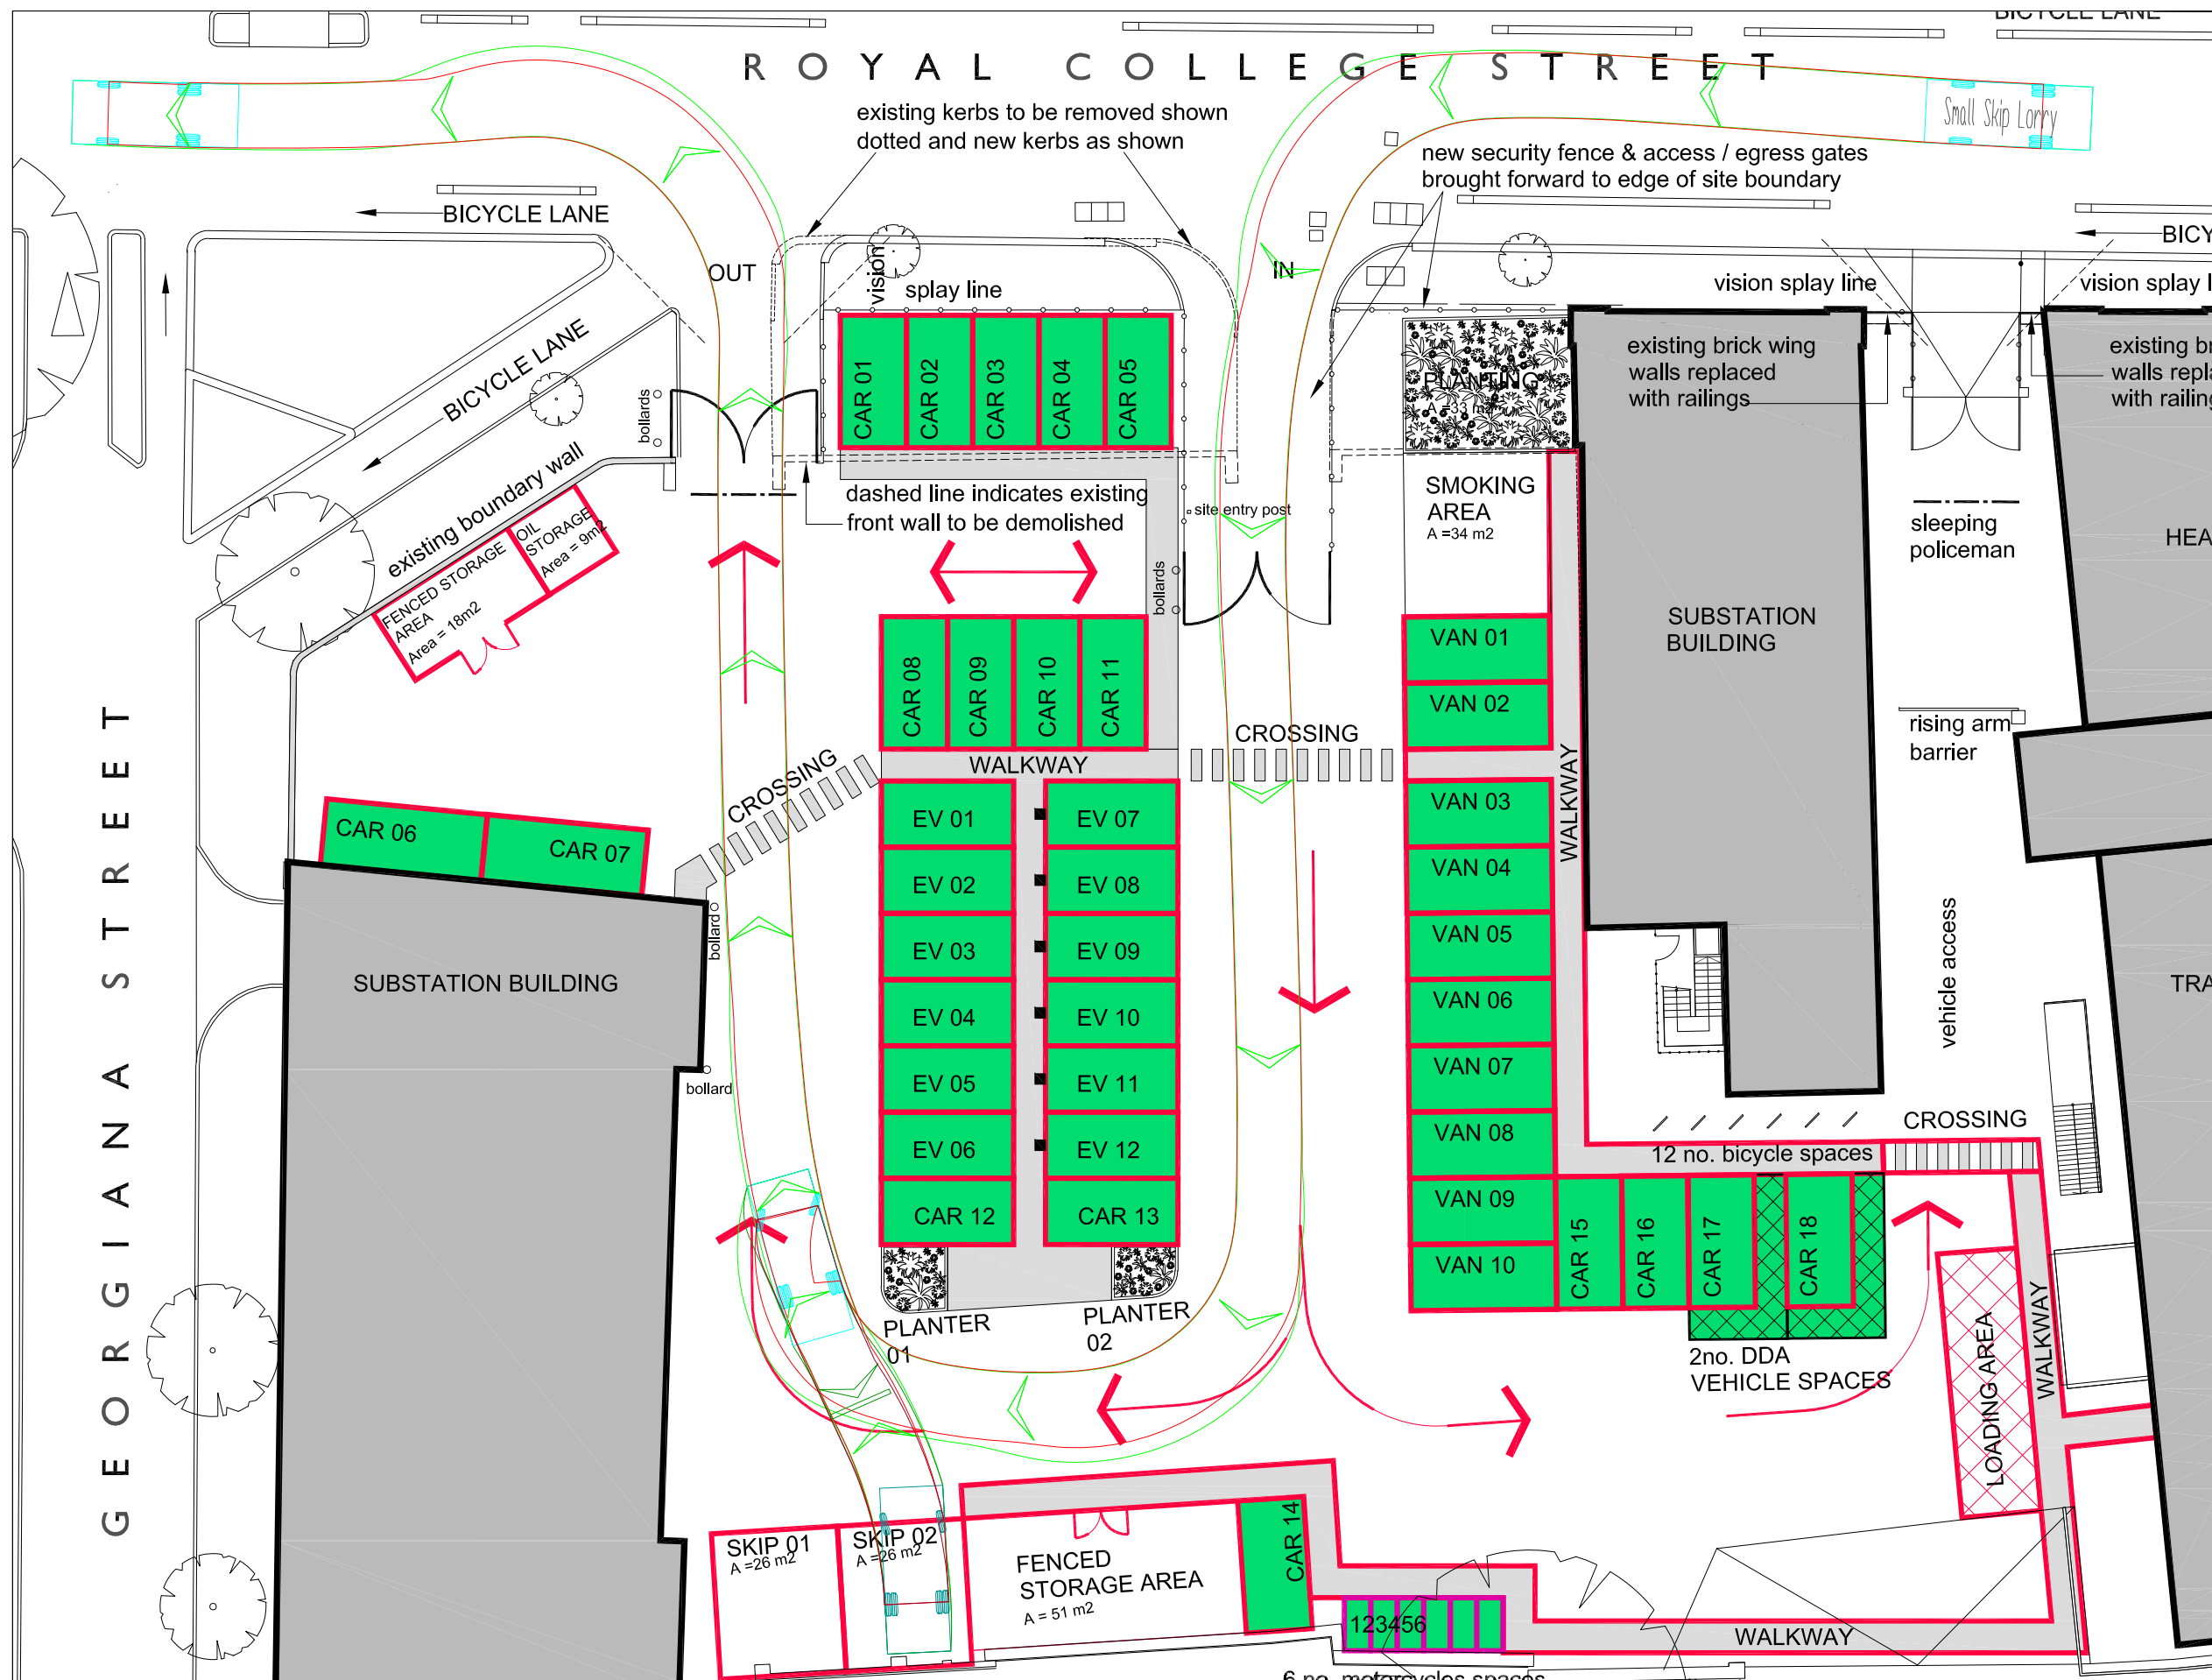 BICYCLE LANE
ROYAL COLLEGE STREET
Small Skip Lorry
existing kerbs to be removed shown
dotted and new kerbs as shown
new security fence & access / egress gates
brought forward to edge of site boundary
BICYCLE LANE
BICY
OUT
IN
vision
splay line
vision splay line
vision splay l
existing brick wing
walls replaced
with railings
existing br
walls repla
with railing
CAR 01
CAR 02
CAR 03
CAR 04
CAR 05
PLANTING
A =33 m2
BICYCLE LANE
bollards
existing boundary wall
dashed line indicates existing
front wall to be demolished
site entry post
SMOKING
AREA
A =34 m2
sleeping
policeman
HEA
OIL
STORAGE
Area = 9m2
FENCED STORAGE
AREA
Area = 18m2
bollards
SUBSTATION
BUILDING
VAN 01
VAN 02
CAR 08
CAR 09
CAR 10
CAR 11
rising arm
barrier
CROSSING
WALKWAY
CROSSING
WALKWAY
GEORGIANA STREET
CAR 06
CAR 07
EV 01
EV 02
EV 03
EV 04
EV 05
EV 06
CAR 12
EV 07
EV 08
EV 09
EV 10
EV 11
EV 12
CAR 13
VAN 03
VAN 04
VAN 05
VAN 06
VAN 07
VAN 08
VAN 09
VAN 10
bollard
SUBSTATION BUILDING
bollard
vehicle access
TRA
CROSSING
12 no. bicycle spaces
CAR 15
CAR 16
CAR 17
CAR 18
PLANTER
01
PLANTER
02
2no. DDA
VEHICLE SPACES
LOADING AREA
WALKWAY
SKIP 01
A =26 m2
SKIP 02
A =26 m2
FENCED
STORAGE AREA
A = 51 m2
CAR 14
123456
WALKWAY
6 no. motorcycles spaces